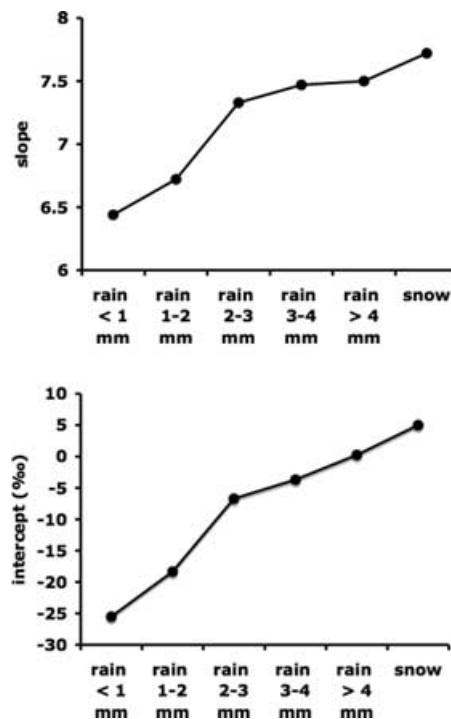 8
7.5
7
6.5
6
slope
rain rain rain rain rain snow
< 1 1-2 2-3 3-4 > 4
mm mm mm mm mm
10
5
0
-5
-10
-15
-20
-25
-30
intercept (‰)
rain rain rain rain rain snow
< 1 1-2 2-3 3-4 > 4
mm mm mm mm mm